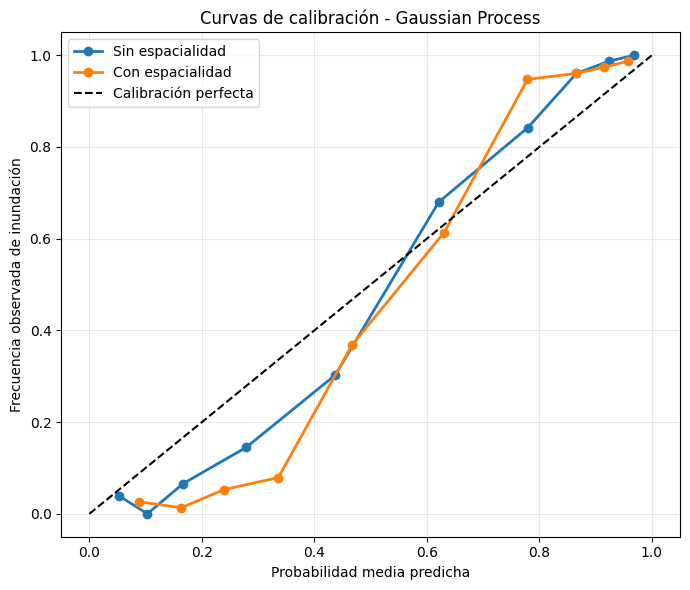 Curvas de calibración - Gaussian Process
Sin espacialidad
Con espacialidad
Calibración perfecta
Frecuencia observada de inundación
1.0
0.8
0.6
0.4
0.2
0.0
0.0 0.2 0.4 0.6 0.8 1.0
Probabilidad media predicha